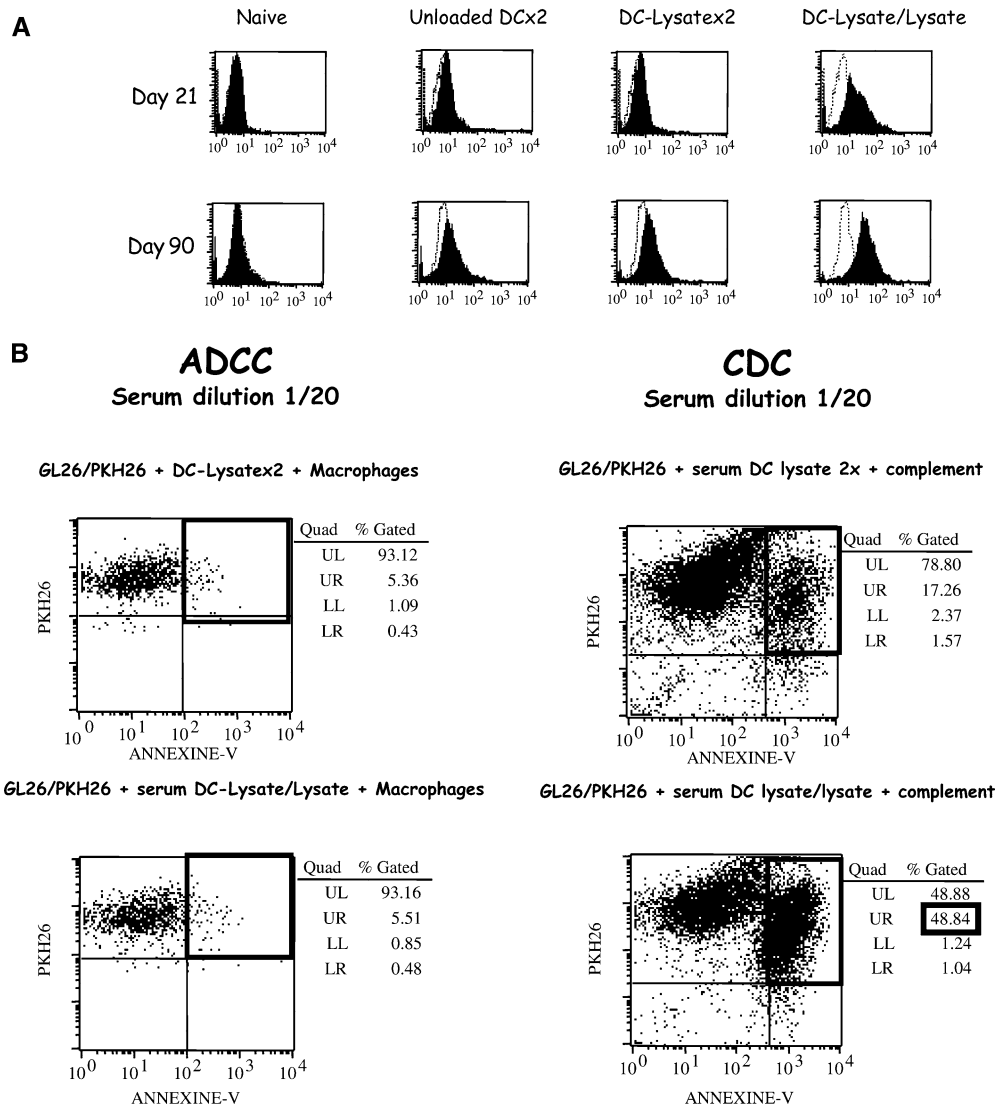 A
Naive
Unloaded DCx2
DC-Lysatex2
DC-Lysate/Lysate
Day 21
10^0 10^1 10^2 10^3 10^4
10^0 10^1 10^2 10^3 10^4
10^0 10^1 10^2 10^3 10^4
10^0 10^1 10^2 10^3 10^4
Day 90
10^0 10^1 10^2 10^3 10^4
10^0 10^1 10^2 10^3 10^4
10^0 10^1 10^2 10^3 10^4
10^0 10^1 10^2 10^3 10^4
B
ADCC
Serum dilution 1/20
GL26/PKH26 + DC-Lysatex2 + Macrophages
PKH26
10^0 10^1 10^2 10^3 10^4
ANNEXINE-V
Quad % Gated
UL 93.12
UR 5.36
LL 1.09
LR 0.43
GL26/PKH26 + serum DC-Lysate/Lysate + Macrophages
PKH26
10^0 10^1 10^2 10^3 10^4
ANNEXINE-V
Quad % Gated
UL 93.16
UR 5.51
LL 0.85
LR 0.48
CDC
Serum dilution 1/20
GL26/PKH26 + serum DC lysate 2x + complement
PKH26
10^0 10^1 10^2 10^3 10^4
ANNEXINE-V
Quad % Gated
UL 78.80
UR 17.26
LL 2.37
LR 1.57
GL26/PKH26 + serum DC lysate/lysate + complement
PKH26
10^0 10^1 10^2 10^3 10^4
ANNEXINE-V
Quad % Gated
UL 48.88
UR 48.84
LL 1.24
LR 1.04